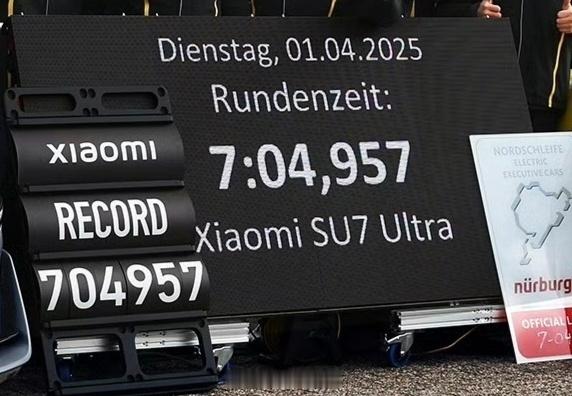 Dienstag, 01.04.2025
Rundenzeit:
7:04,957
Xiaomi SU7 Ultra
xiaomi
RECORD
704957
NORDSCHLEIFE
ELECTRIC
EXECUTIVE CARS
OFFICIAL